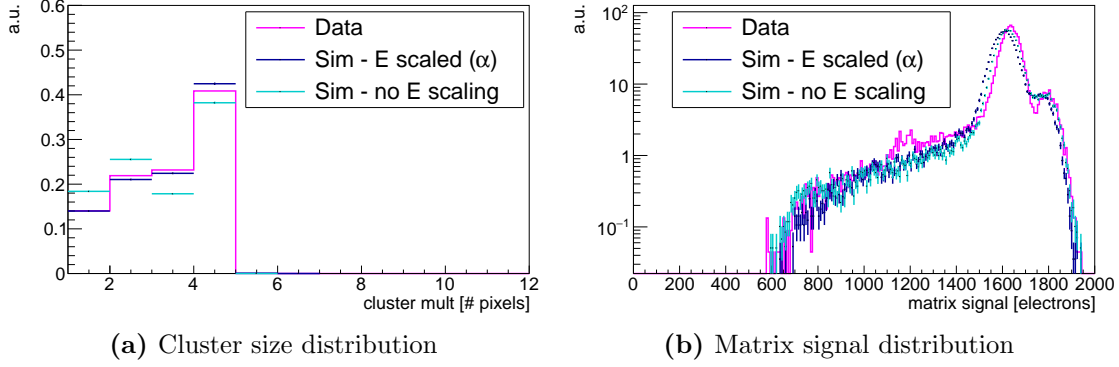 a.u.
0.6
0.5
0.4
0.3
0.2
0.1
0
2 4 6 8 10 12
cluster mult [# pixels]
Data
Sim - E scaled (α)
Sim - no E scaling
(a) Cluster size distribution
a.u.
10²
10
1
10⁻¹
0 200 400 600 800 1000 1200 1400 1600 1800 2000
matrix signal [electrons]
Data
Sim - E scaled (α)
Sim - no E scaling
(b) Matrix signal distribution